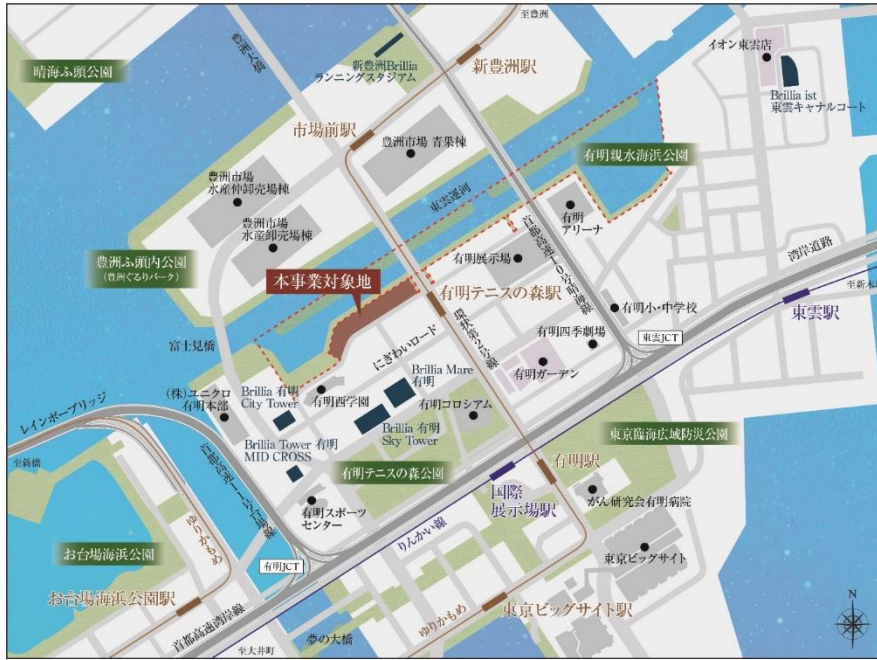 至豊洲
豊洲大橋
新豊洲Brillia
ランニングスタジアム
新豊洲駅
イオン東雲店
晴海ふ頭公園
Brillia ist
東雲キャナルコート
市場前駅
豊洲市場 青果棟
有明親水海浜公園
豊洲市場
水産仲卸売場棟
東雲運河
有明
アリーナ
豊洲市場
水産卸売場棟
首都高速10号晴海線
湾岸道路
豊洲ふ頭内公園
(豊洲ぐるりパーク)
有明展示場
本事業対象地
有明テニスの森駅
有明小・中学校
東雲駅
至新木場
富士見橋
にぎわいロード
環状第2号線
有明四季劇場
東雲JCT
Brillia Mare
有明
有明ガーデン
(株)ユニクロ
有明本部
Brillia 有明
City Tower
有明西学園
有明コロシアム
レインボーブリッジ
Brillia 有明
Sky Tower
東京臨海広域防災公園
至新橋
首都高速11号台場線
Brillia Tower 有明
MID CROSS
有明テニスの森公園
有明駅
国際
展示場駅
がん研究会有明病院
有明スポーツ
センター
ゆりかもめ
りんかい線
お台場海浜公園
有明JCT
東京ビッグサイト
お台場海浜公園駅
ゆりかもめ
東京ビッグサイト駅
首都高速湾岸線
夢の大橋
至大井町
N